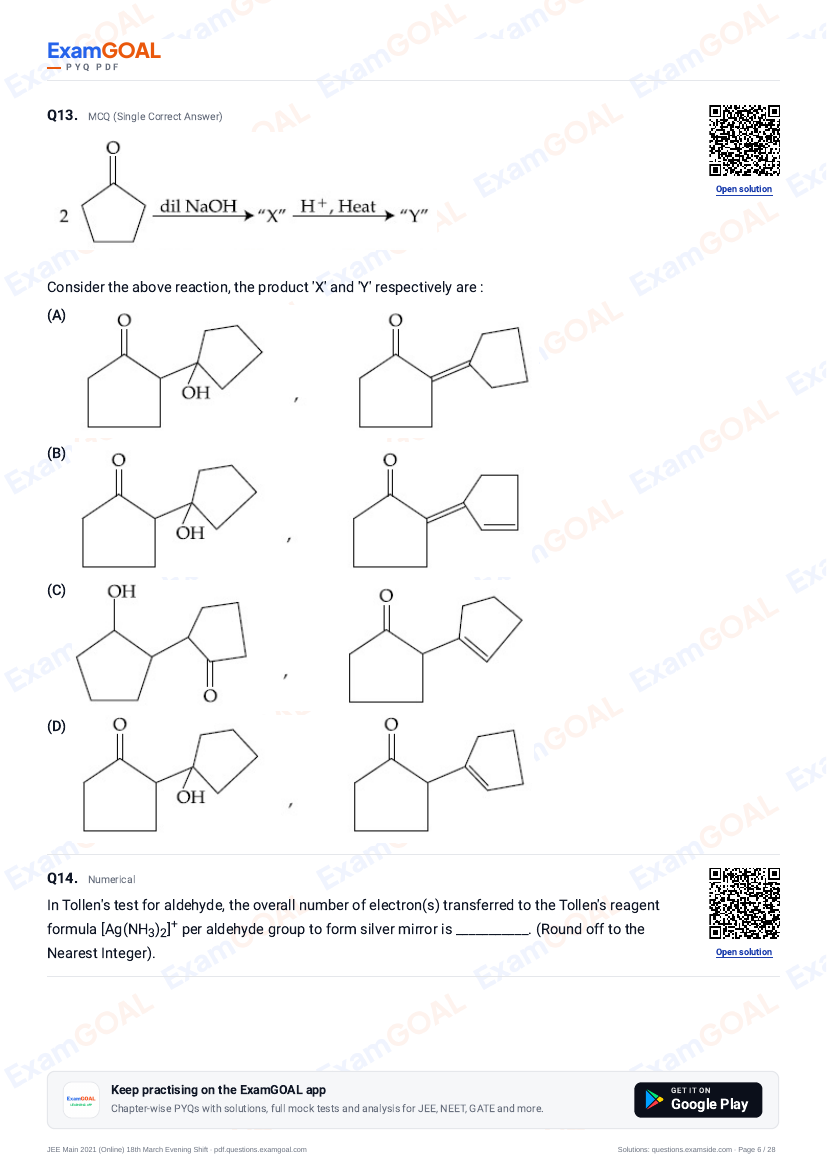 ExamGOAL
PYQ PDF
Q13. MCQ (Single Correct Answer)
O
2 dil NaOH "X" H+, Heat "Y"
Open solution
Consider the above reaction, the product 'X' and 'Y' respectively are :
(A)
O
OH
,
O
(B)
O
OH
,
O
(C)
OH
O
,
O
(D)
O
OH
,
O
Q14. Numerical
In Tollen's test for aldehyde, the overall number of electron(s) transferred to the Tollen's reagent
formula [Ag(NH₃)₂]⁺ per aldehyde group to form silver mirror is __________. (Round off to the
Nearest Integer).
Open solution
ExamGOAL
Keep practising on the ExamGOAL app
Chapter-wise PYQs with solutions, full mock tests and analysis for JEE, NEET, GATE and more.
GET IT ON
Google Play
JEE Main 2021 (Online) 18th March Evening Shift · pdf.questions.examgoal.com
Solutions: questions.examside.com · Page 6 / 28